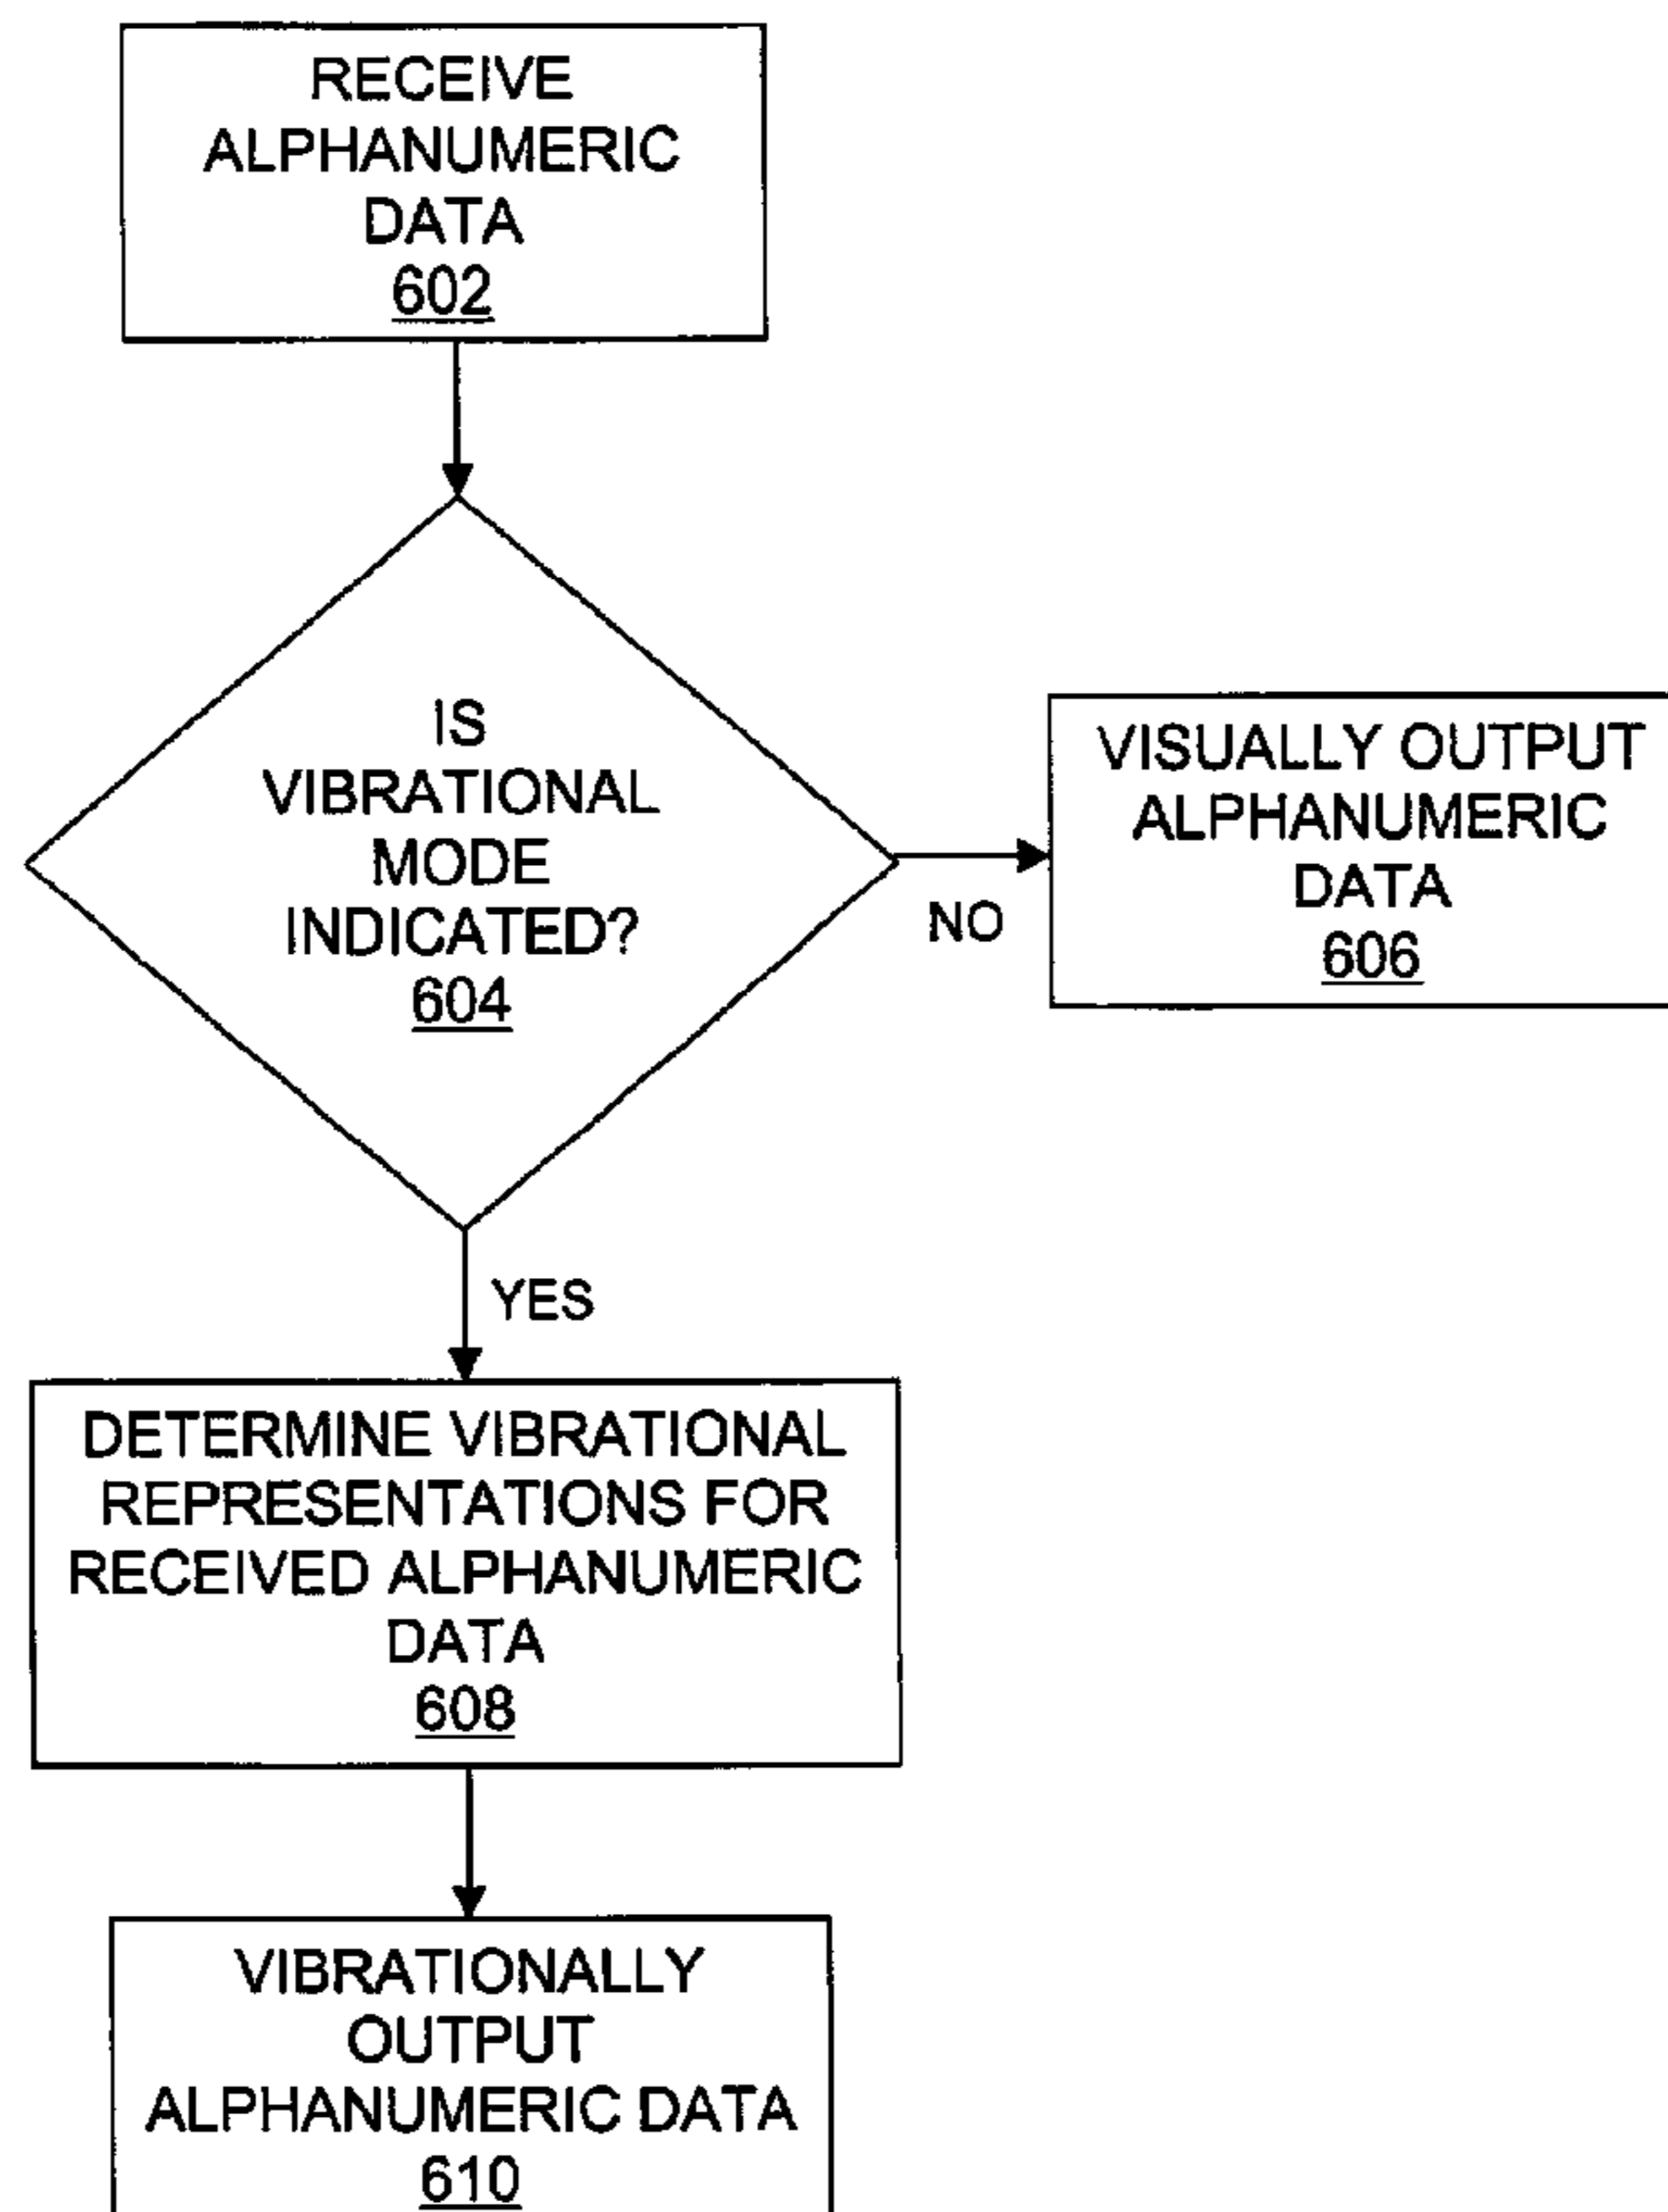 RECEIVE
ALPHANUMERIC
DATA
602
IS
VIBRATIONAL
MODE
INDICATED?
604
NO
VISUALLY OUTPUT
ALPHANUMERIC
DATA
606
YES
DETERMINE VIBRATIONAL
REPRESENTATIONS FOR
RECEIVED ALPHANUMERIC
DATA
608
VIBRATIONALLY
OUTPUT
ALPHANUMERIC DATA
610